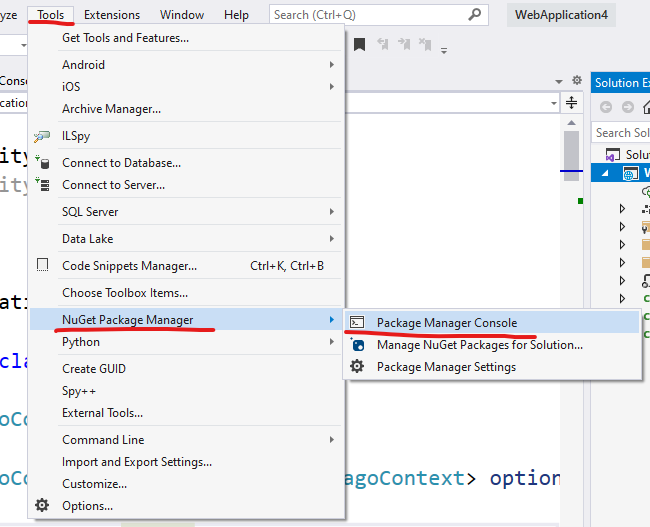 yze Tools Extensions Window Help Search (Ctrl+Q) WebApplication4
Get Tools and Features...
Android
Cons
iOS
Solution Ex
Archive Manager...
cation
ILSpy
Search Solu
ity
Connect to Database...
Solu
ity
Connect to Server...
W
SQL Server
Data Lake
Code Snippets Manager... Ctrl+K, Ctrl+B
Choose Toolbox Items...
ati
NuGet Package Manager
Package Manager Console
Python
Manage NuGet Packages for Solution...
cla
Create GUID
Package Manager Settings
Spy++
External Tools...
oCo
Command Line
Import and Export Settings...
oCo
agoContext> option
Customize...
Options...